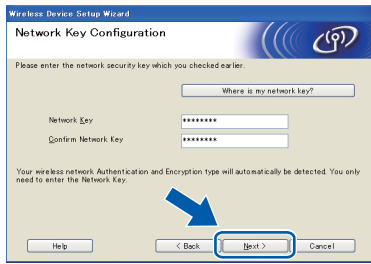 Wireless Device Setup Wizard
Network Key Configuration
Please enter the network security key which you checked earlier.
Where is my network key?
Network Key
********
Confirm Network Key
********
Your wireless network Authentication and Encryption type will automatically be detected. You only
need to enter the Network Key.
Help
< Back
Next >
Cancel